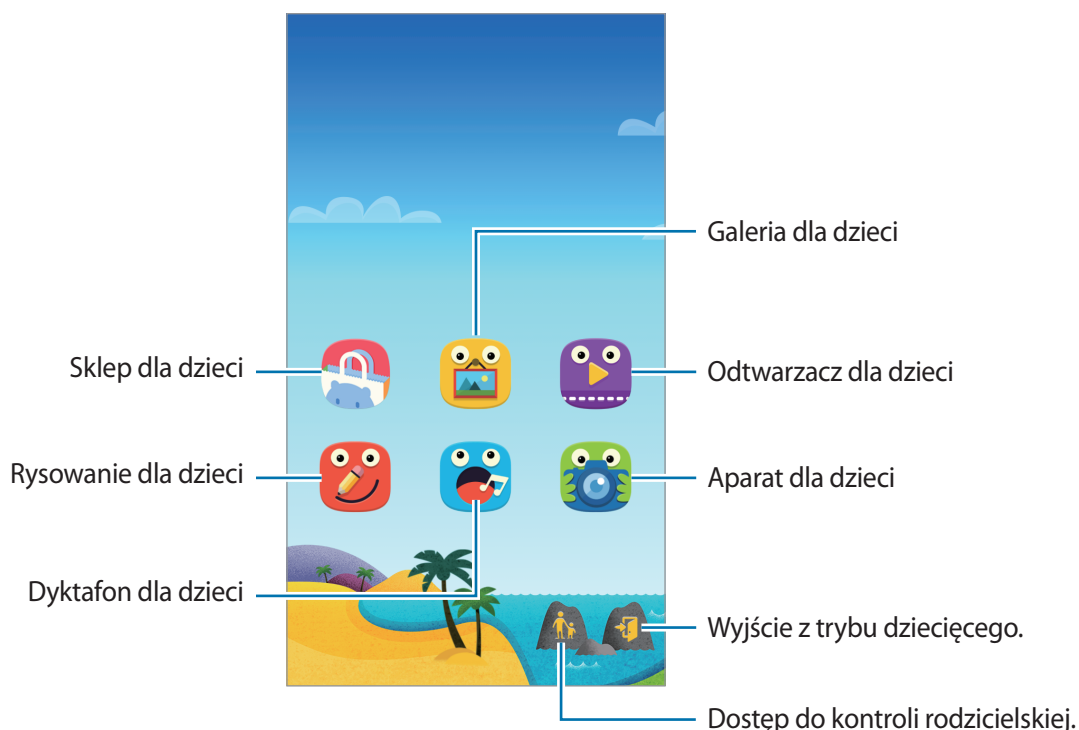 Galeria dla dzieci
Sklep dla dzieci
Odtwarzacz dla dzieci
Rysowanie dla dzieci
Aparat dla dzieci
Dyktafon dla dzieci
Wyjście z trybu dziecięcego.
Dostęp do kontroli rodzicielskiej.